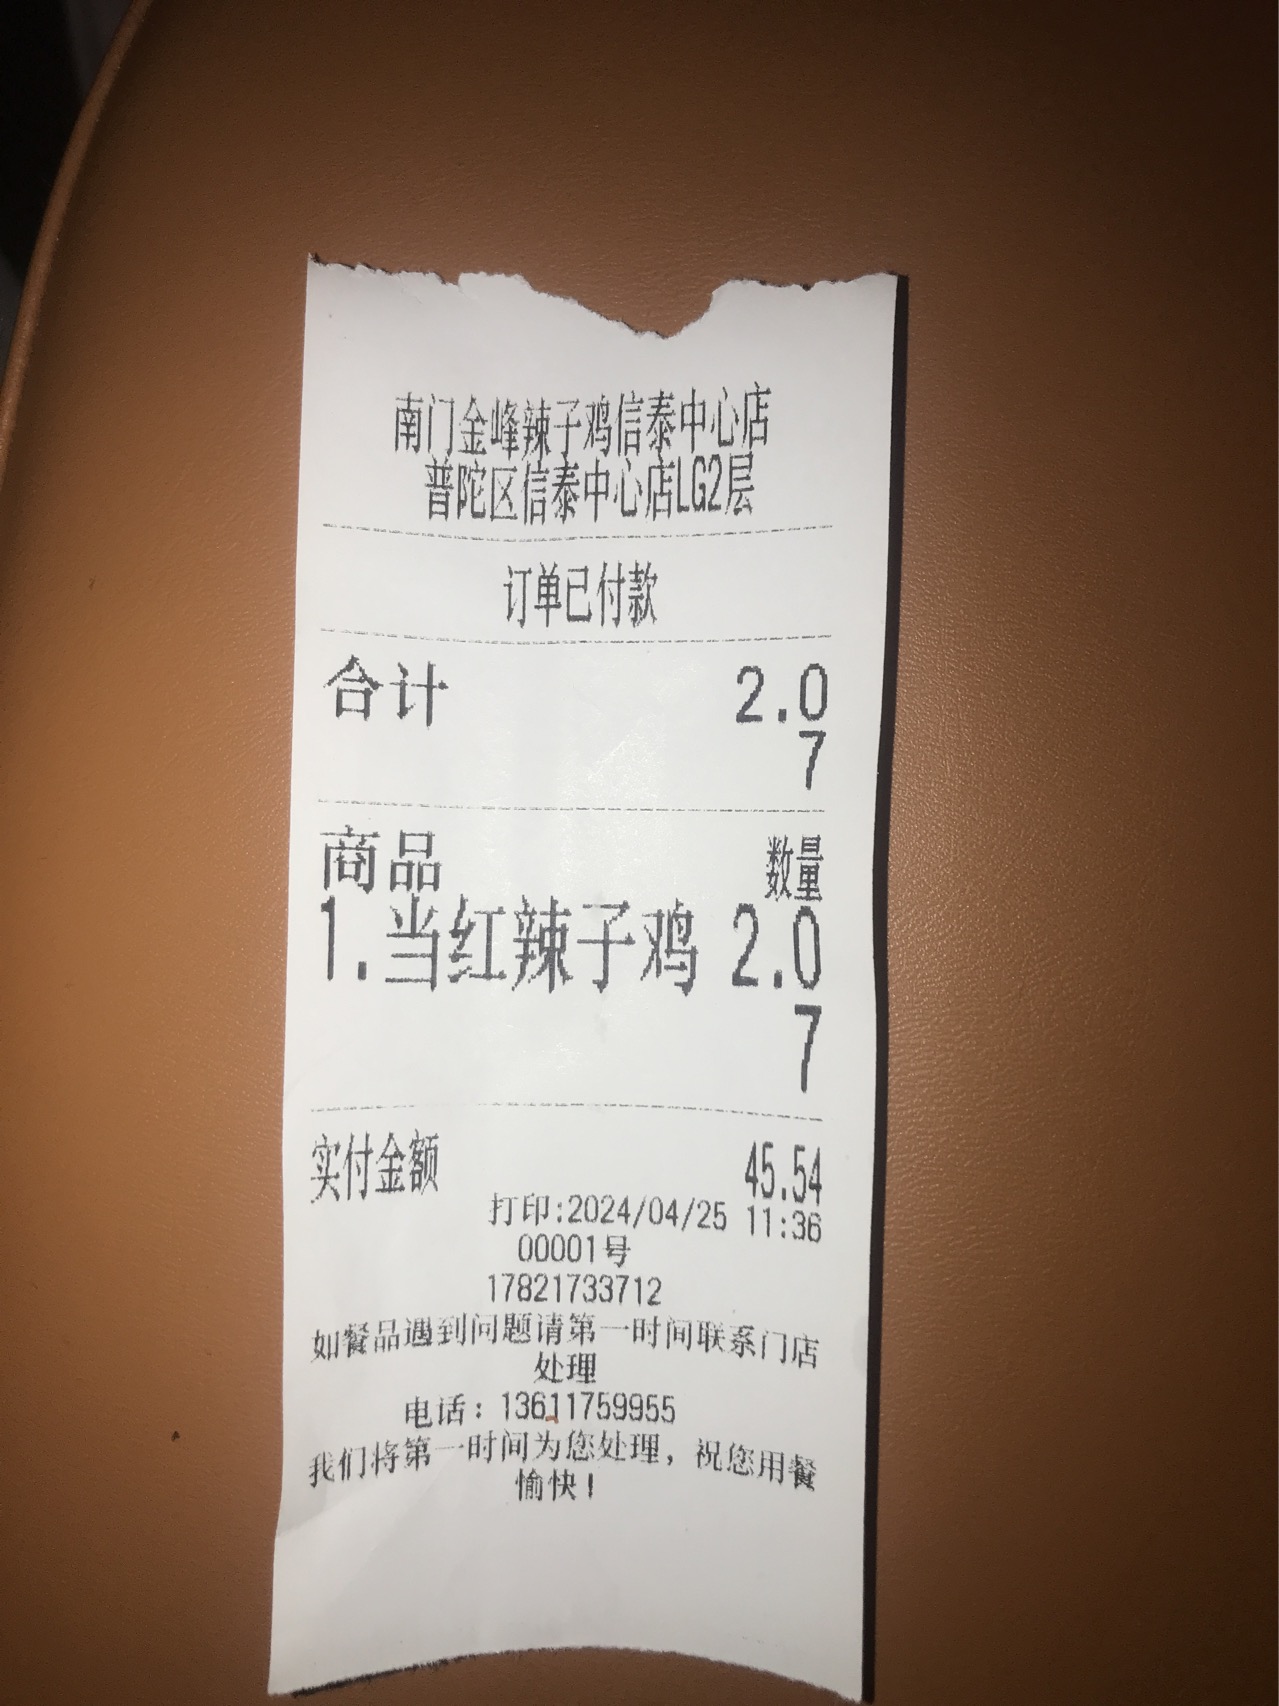 南门金峰辣子鸡信泰中心店
普陀区信泰中心店LG2层
订单已付款
合计 2.0
7
商品 数量
1.当红辣子鸡 2.0
7
实付金额 45.54
打印:2024/04/25 11:36
00001号
17821733712
如餐品遇到问题请第一时间联系门店
处理
电话：13611759955
我们将第一时间为您处理，祝您用餐
愉快！